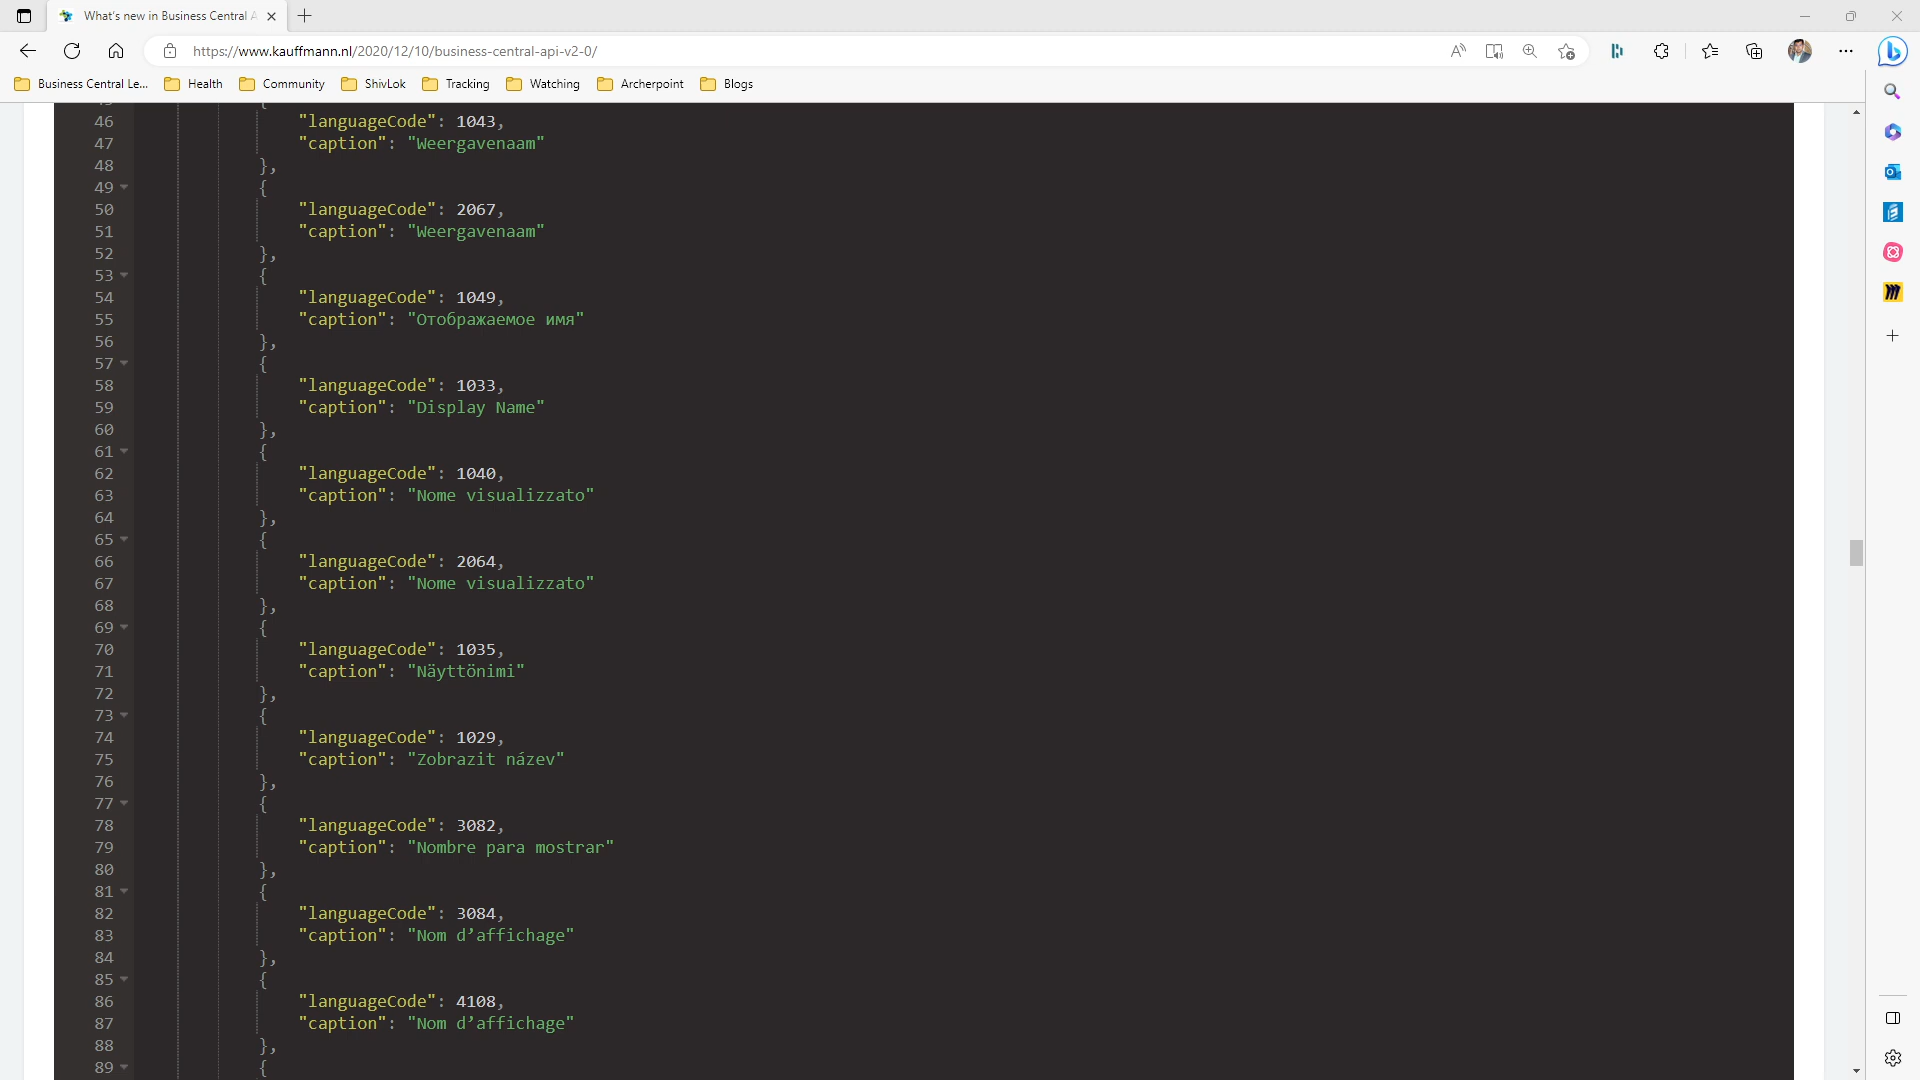 What's new in Business Central A
https://www.kauffmann.nl/2020/12/10/business-central-api-v2-0/
Business Central Le...
Health
Community
ShivLok
Tracking
Watching
Archerpoint
Blogs
46 "languageCode": 1043,
47 "caption": "Weergavenaam"
48 },
49 {
50 "languageCode": 2067,
51 "caption": "Weergavenaam"
52 },
53 {
54 "languageCode": 1049,
55 "caption": "Отображаемое имя"
56 },
57 {
58 "languageCode": 1033,
59 "caption": "Display Name"
60 },
61 {
62 "languageCode": 1040,
63 "caption": "Nome visualizzato"
64 },
65 {
66 "languageCode": 2064,
67 "caption": "Nome visualizzato"
68 },
69 {
70 "languageCode": 1035,
71 "caption": "Näyttönimi"
72 },
73 {
74 "languageCode": 1029,
75 "caption": "Zobrazit název"
76 },
77 {
78 "languageCode": 3082,
79 "caption": "Nombre para mostrar"
80 },
81 {
82 "languageCode": 3084,
83 "caption": "Nom d’affichage"
84 },
85 {
86 "languageCode": 4108,
87 "caption": "Nom d’affichage"
88 },
89 {